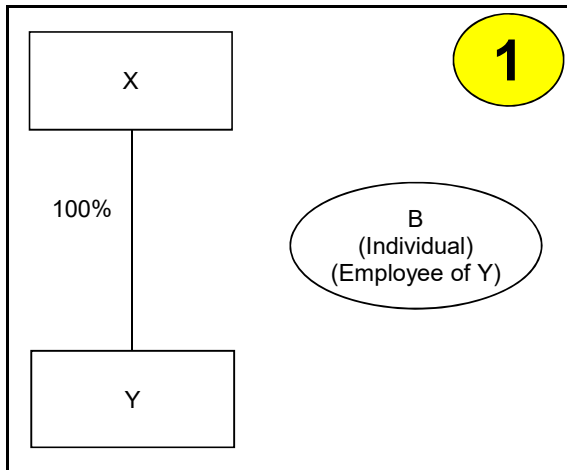 X
1
100%
B
(Individual)
(Employee of Y)
Y